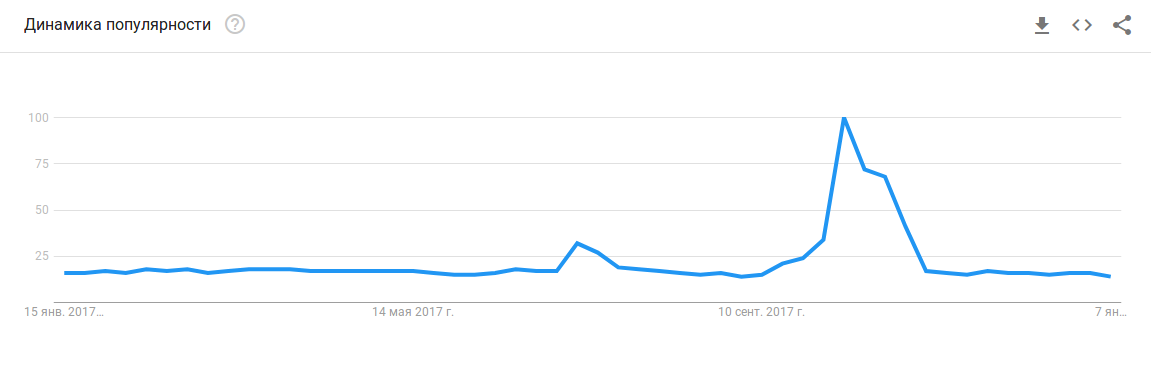 Динамика популярности ?
100
75
50
25
15 янв. 2017…
14 мая 2017 г.
10 сент. 2017 г.
7 ян…